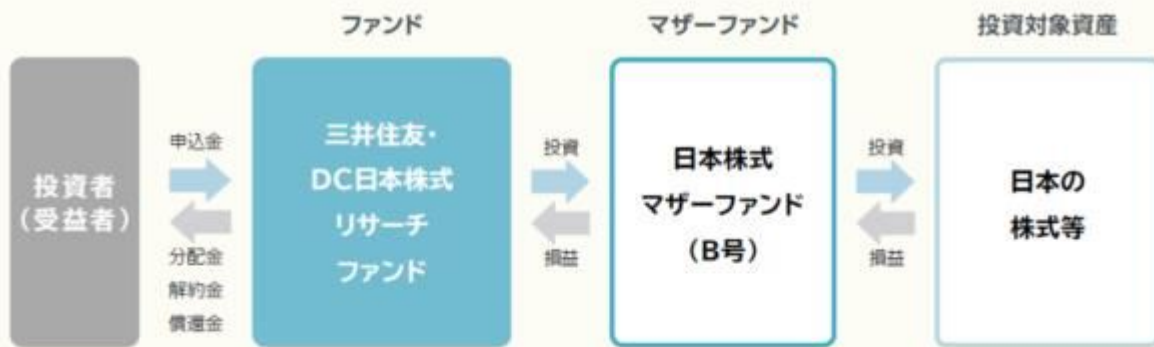 ファンド
マザーファンド
投資対象資産
投資者
(受益者)
申込金
分配金
解約金
償還金
三井住友・
DC日本株式
リサーチ
ファンド
投資
損益
日本株式
マザーファンド
(B号)
投資
損益
日本の
株式等